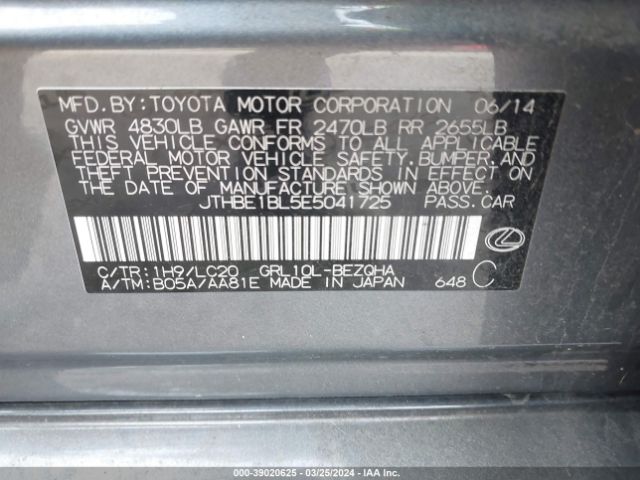 MFD.BY:TOYOTA MOTOR CORPORATION 06/14
GVWR 4830LB GAWR FR 2470LB RR 2655LB
THIS VEHICLE CONFORMS TO ALL APPLICABLE
FEDERAL MOTOR VEHICLE SAFETY,BUMPER,AND
THEFT PREVENTION STANDARDS IN EFFECT ON
THE DATE OF MANUFACTURE SHOWN ABOVE.
JTHBE1BL5E5041725 PASS.CAR
C/TR:1H9/LC20 GRL10L-BEZQHA
A/TM:B05A/AA81E MADE IN JAPAN 648 C
000-39020625 - 03/25/2024 - IAA Inc.